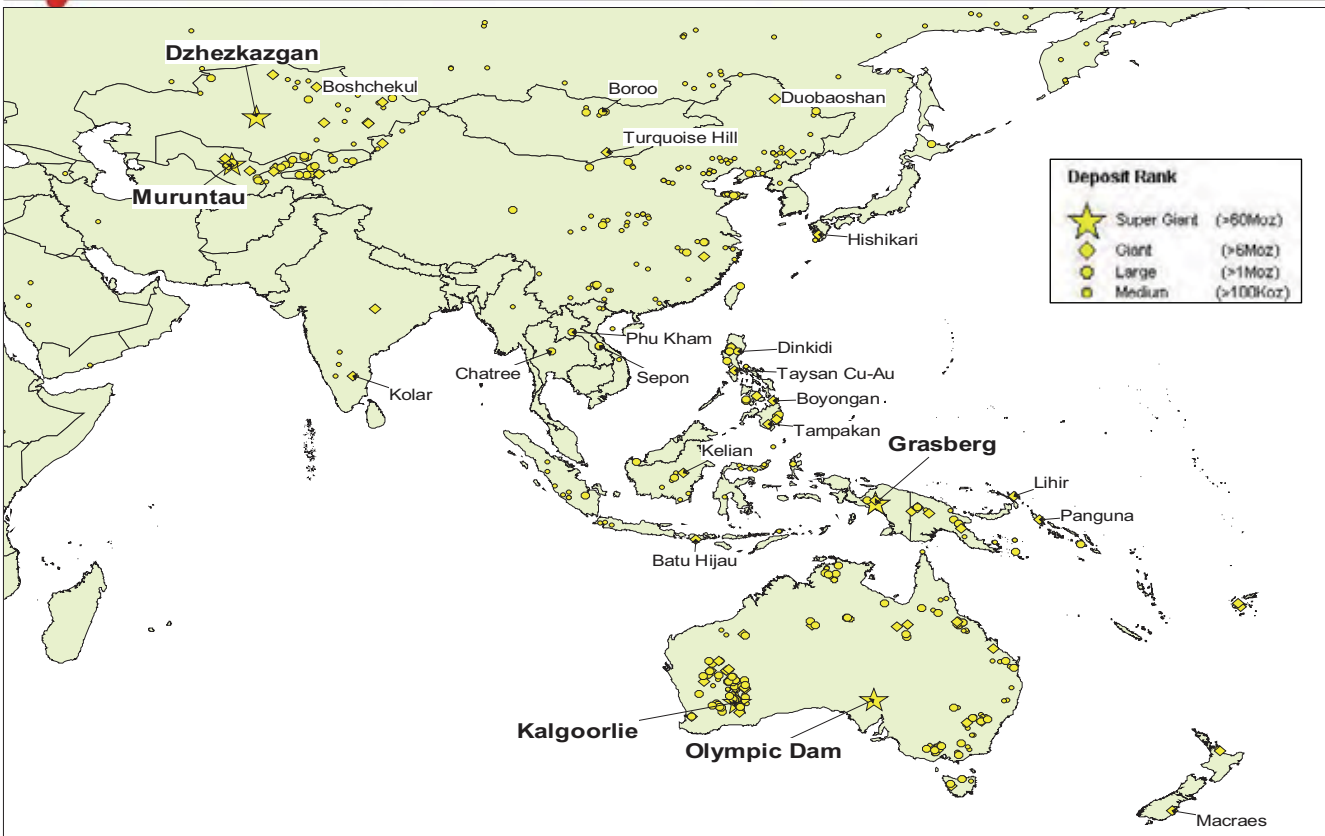 Dzhezkazgan
Boshchekul
Boroo
Duobaoshan
Turquoise Hill
Muruntau
Deposit Rank
Super Giant (>60Moz)
Giant (>6Moz)
Large (>1Moz)
Medium (>100Koz)
Hishikari
Phu Kham
Dinkidi
Chatree
Sepon
Taysan Cu-Au
Kolar
Boyongan
Tampakan
Grasberg
Kelian
Lihir
Panguna
Batu Hijau
Kalgoorlie
Olympic Dam
Macraes